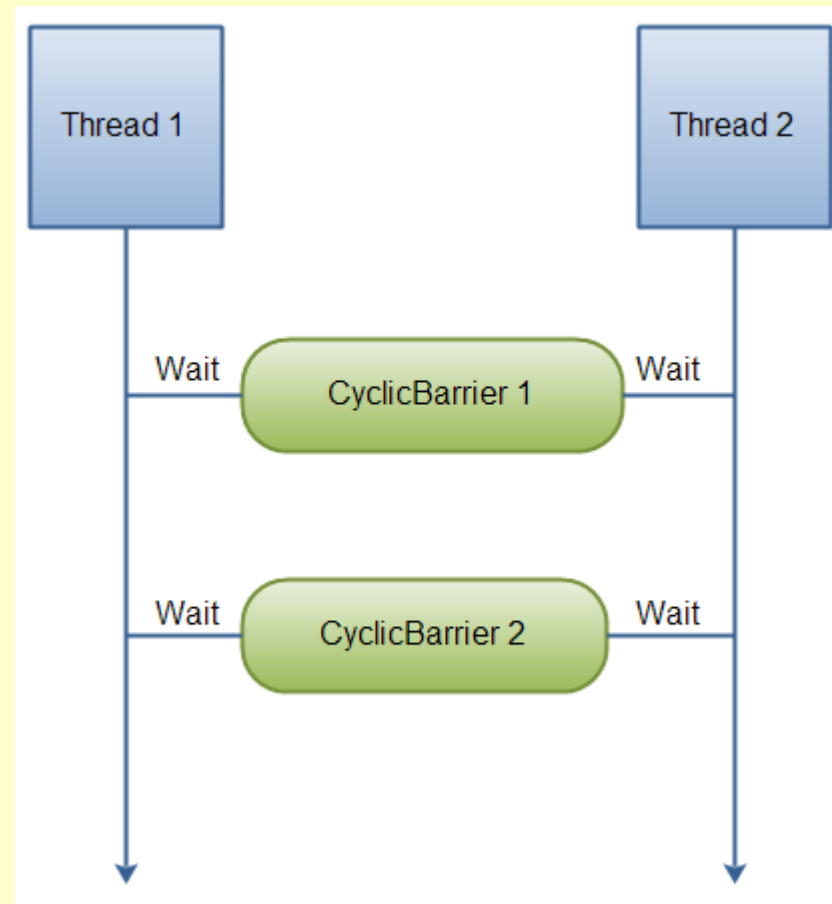 Thread 1
Thread 2
Wait
CyclicBarrier 1
Wait
Wait
CyclicBarrier 2
Wait